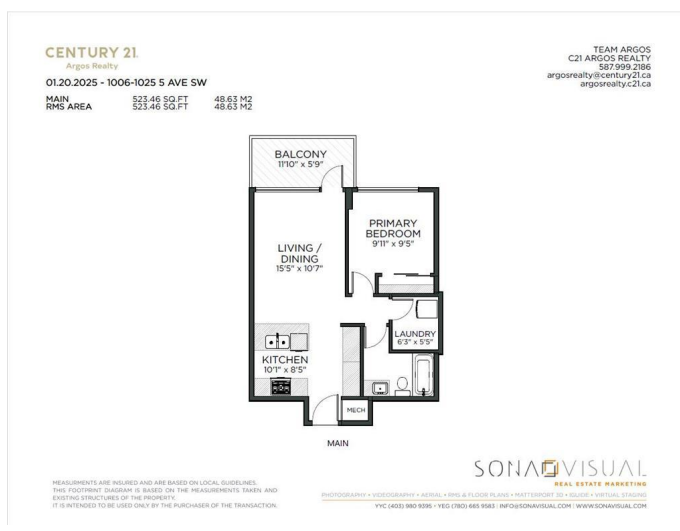 CENTURY 21.
Argos Realty
TEAM ARGOS
C21 ARGOS REALTY
587.999.2186
argosrealty@century21.ca
argosrealty.c21.ca
01.20.2025 - 1006-1025 5 AVE SW
MAIN 523.46 SQ.FT 48.63 M2
RMS AREA 523.46 SQ.FT 48.63 M2
BALCONY
11'10" x 5'9"
PRIMARY
BEDROOM
9'11" x 9'5"
LIVING /
DINING
15'5" x 10'7"
LAUNDRY
6'3" x 5'5"
KITCHEN
10'1" x 8'5"
MECH
MAIN
SONA VISUAL
REAL ESTATE MARKETING
MEASURMENTS ARE INSURED AND ARE BASED ON LOCAL GUIDELINES.
THIS FOOTPRINT DIAGRAM IS BASED ON THE MEASUREMENTS TAKEN AND
EXISTING STRUCTURES OF THE PROPERTY.
IT IS INTENDED TO BE USED ONLY BY THE PURCHASER OF THE TRANSACTION.
PHOTOGRAPHY • VIDEOGRAPHY • AERIAL • RMS & FLOOR PLANS • MATTERPORT 3D • IGUIDE • VIRTUAL STAGING
YYC (403) 980 9395 • YEG (780) 665 9583 | INFO@SONAVISUAL.COM | WWW.SONAVISUAL.COM